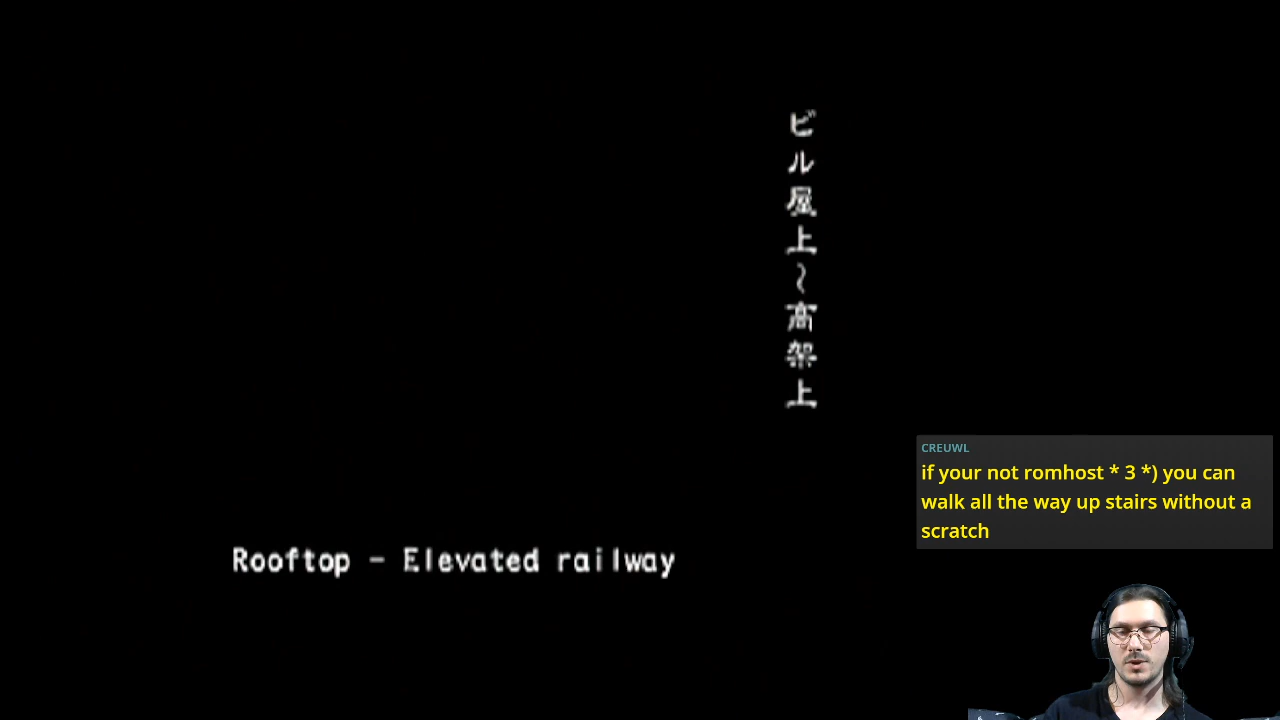 ビル屋上〜高架上
Rooftop - Elevated railway
CREUWL
if your not romhost * 3 *) you can
walk all the way up stairs without a
scratch